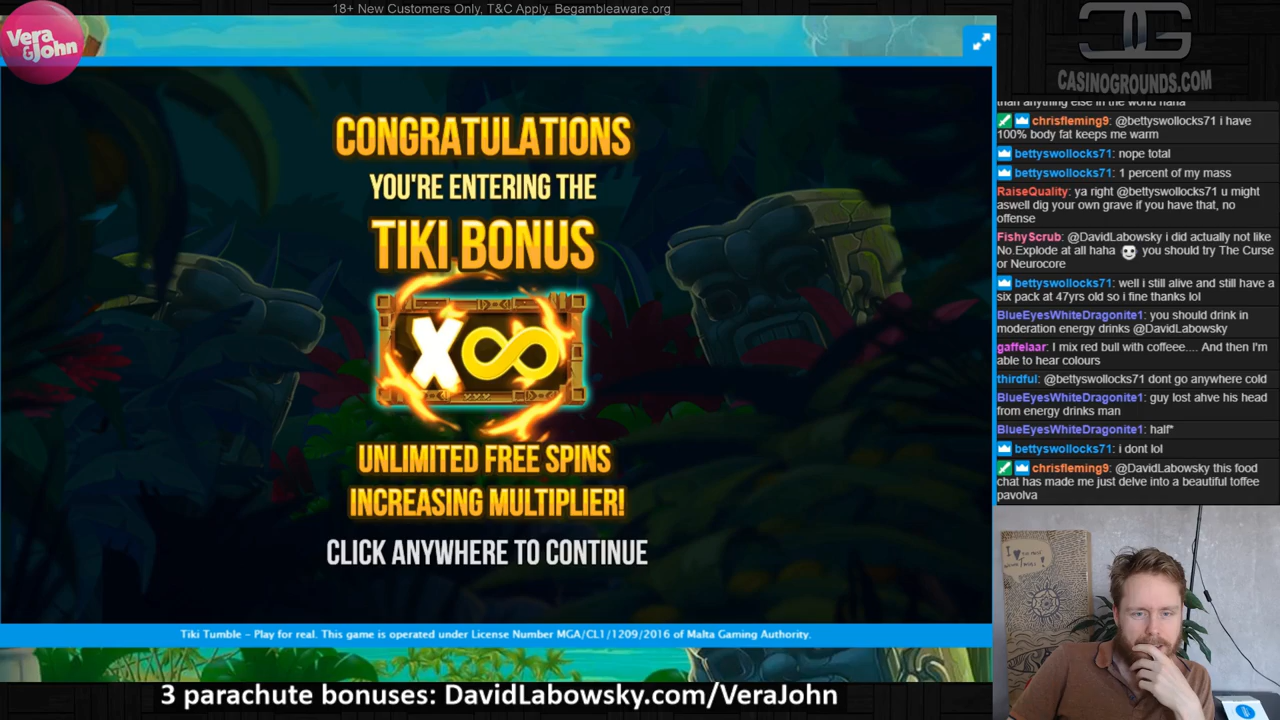 18+ New Customers Only, T&C Apply. Begambleaware.org
Vera
&John
CG
CASINOGROUNDS.COM
CONGRATULATIONS
YOU'RE ENTERING THE
TIKI BONUS
X∞
UNLIMITED FREE SPINS
INCREASING MULTIPLIER!
CLICK ANYWHERE TO CONTINUE
Tiki Tumble – Play for real. This game is operated under License Number MGA/CL1/1209/2016 of Malta Gaming Authority.
3 parachute bonuses: DavidLabowsky.com/VeraJohn
than anything else in the world haha
chrisfleming9: @bettyswollocks71 i have
100% body fat keeps me warm
bettyswollocks71: nope total
bettyswollocks71: 1 percent of my mass
RaiseQuality: ya right @bettyswollocks71 u might
aswell dig your own grave if you have that, no
offense
FishyScrub: @DavidLabowsky i did actually not like
No.Explode at all haha you should try The Curse
or Neurocore
bettyswollocks71: well i still alive and still have a
six pack at 47yrs old so i fine thanks lol
BlueEyesWhiteDragonite1: you should drink in
moderation energy drinks @DavidLabowsky
gaffelaar: I mix red bull with coffeee.... And then I'm
able to hear colours
thirdful: @bettyswollocks71 dont go anywhere cold
BlueEyesWhiteDragonite1: guy lost ahve his head
from energy drinks man
BlueEyesWhiteDragonite1: half*
bettyswollocks71: i dont lol
chrisfleming9: @DavidLabowsky this food
chat has made me just delve into a beautiful toffee
pavolva